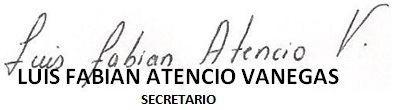 Luis Fabian Atencio V.
LUIS FABIAN ATENCIO VANEGAS
SECRETARIO